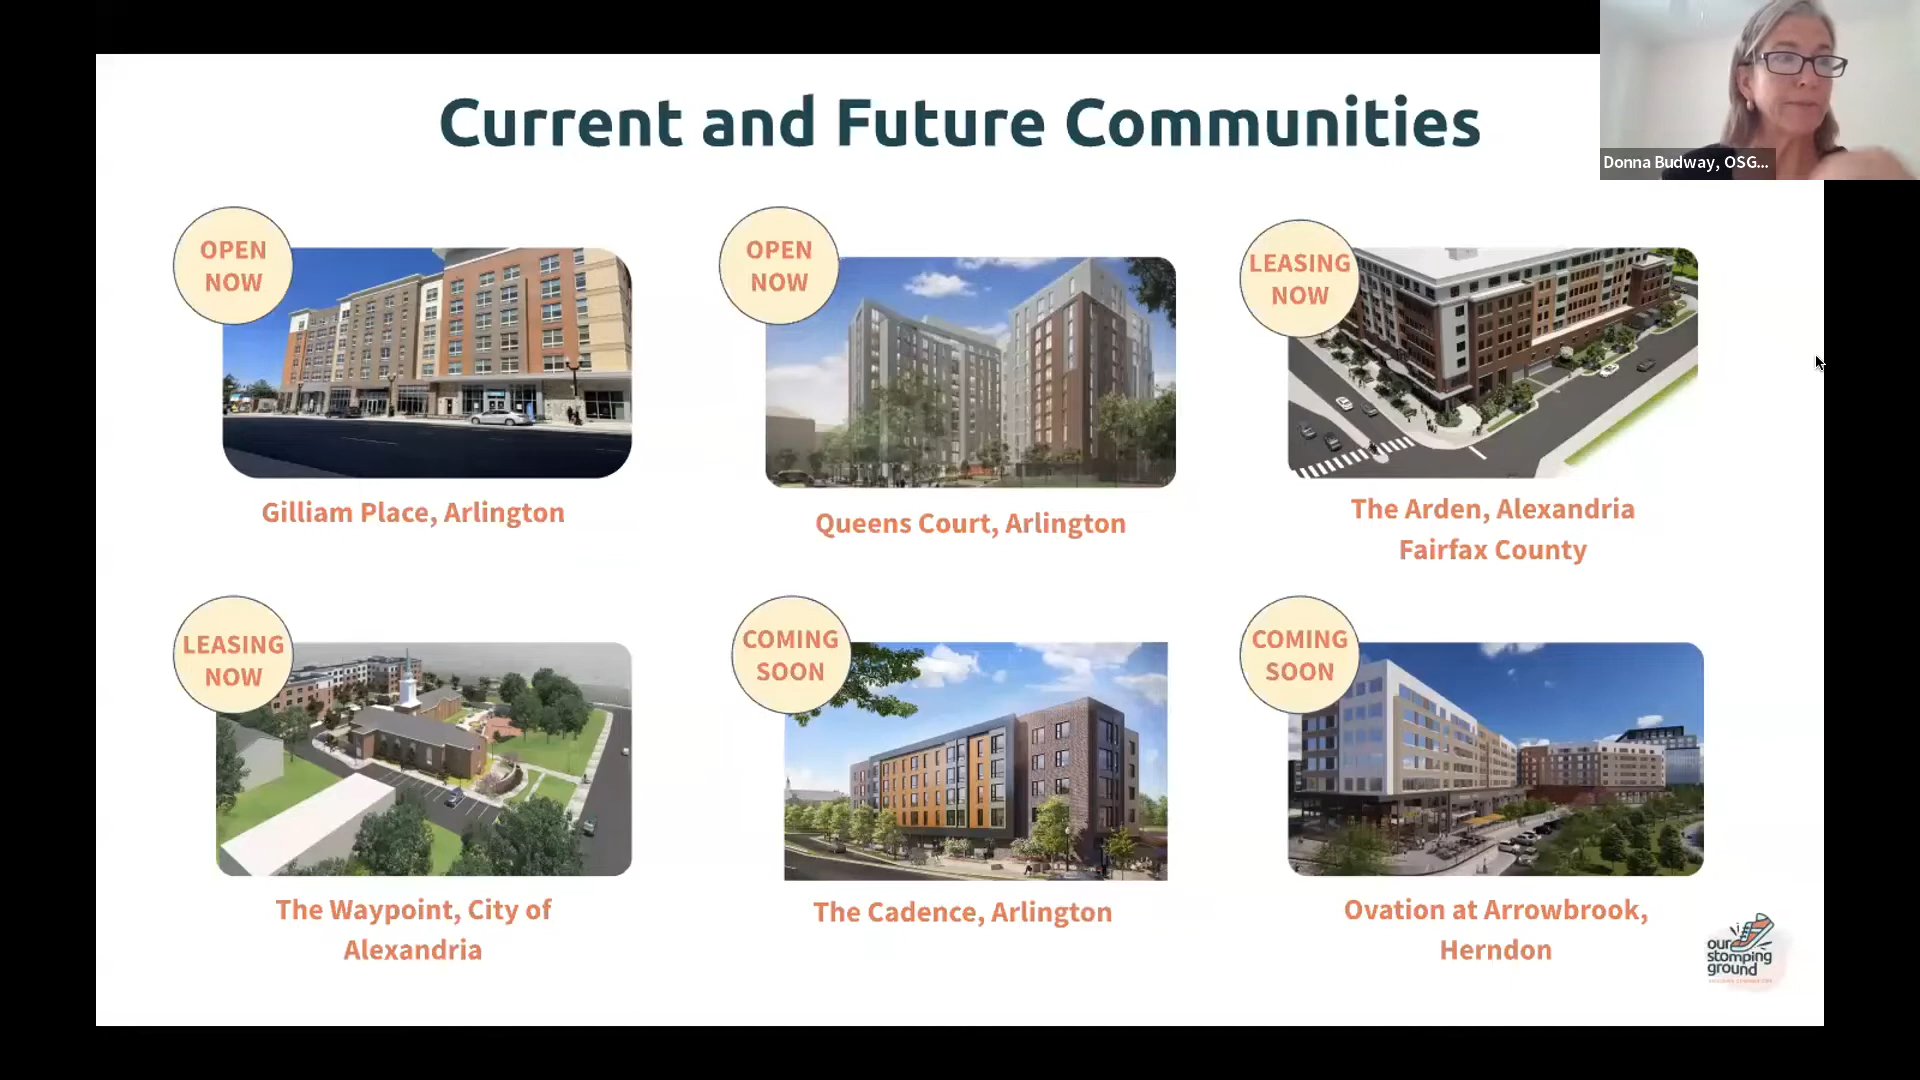 Current and Future Communities
Donna Budway, OSG...
OPEN
NOW
OPEN
NOW
LEASING
NOW
Gilliam Place, Arlington
Queens Court, Arlington
The Arden, Alexandria
Fairfax County
LEASING
NOW
COMING
SOON
COMING
SOON
The Waypoint, City of
Alexandria
The Cadence, Arlington
Ovation at Arrowbrook,
Herndon
our
stomping
ground